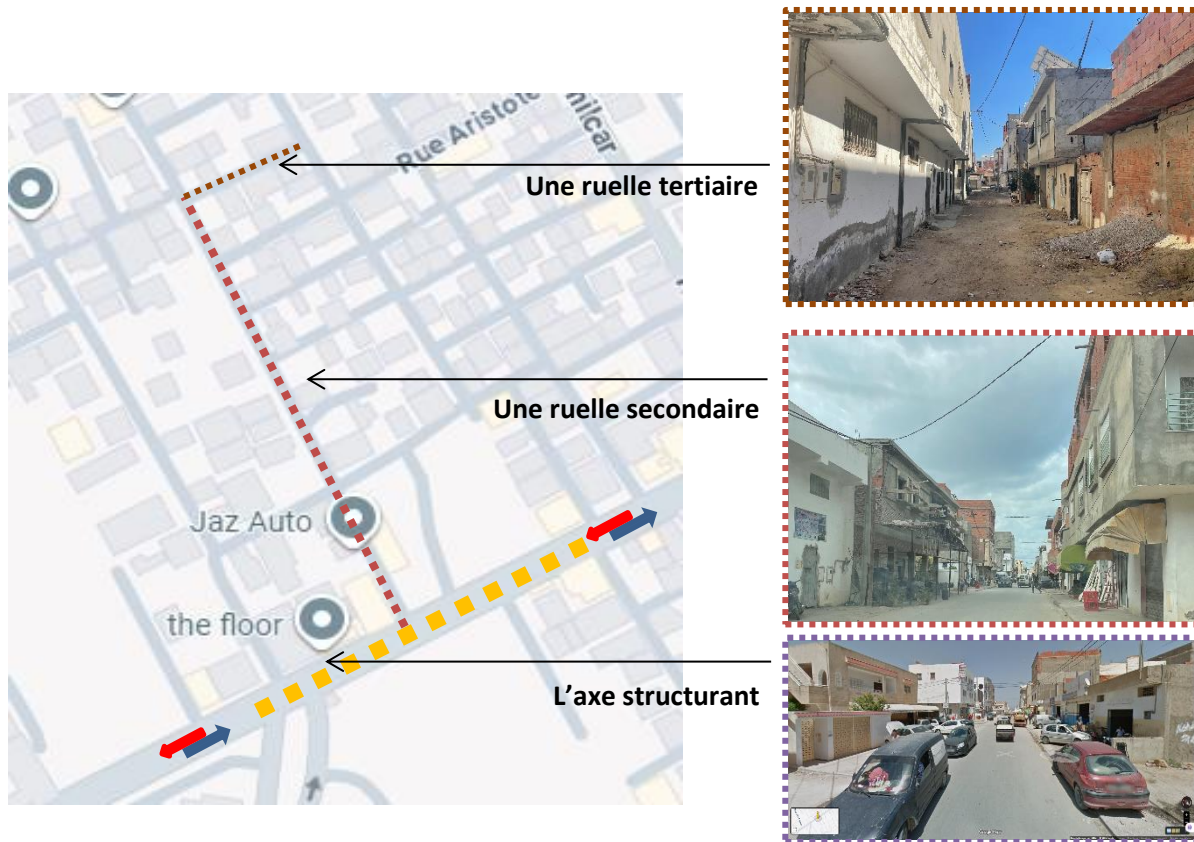 Rue Aristote
milcar
Une ruelle tertiaire
Une ruelle secondaire
Jaz Auto
the floor
L'axe structurant